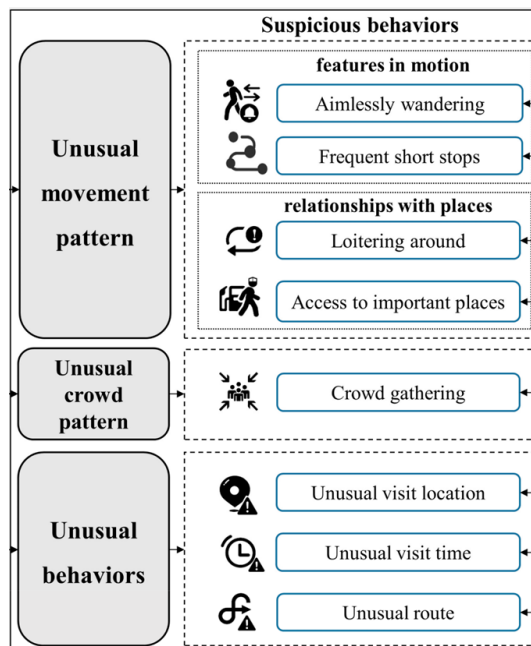 Suspicious behaviors
Unusual
movement
pattern
features in motion
Aimlessly wandering
Frequent short stops
relationships with places
Loitering around
Access to important places
Unusual
crowd
pattern
Crowd gathering
Unusual
behaviors
Unusual visit location
Unusual visit time
Unusual route